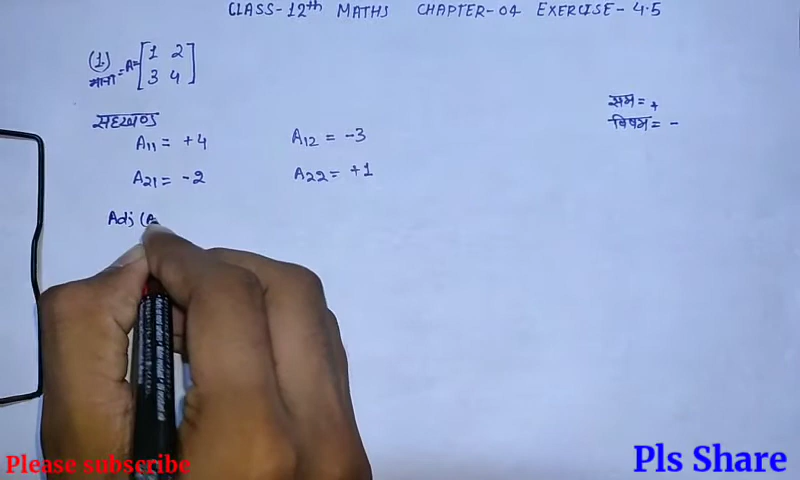 CLASS-12th MATHS CHAPTER-04 EXERCISE-4.5
(1)
माना = A= [1 2
3 4]
सम = +
विषम = -
सहखण्ड
A11 = +4 A12 = -3
A21 = -2 A22 = +1
Adj (A
Please subscribe
Pls Share